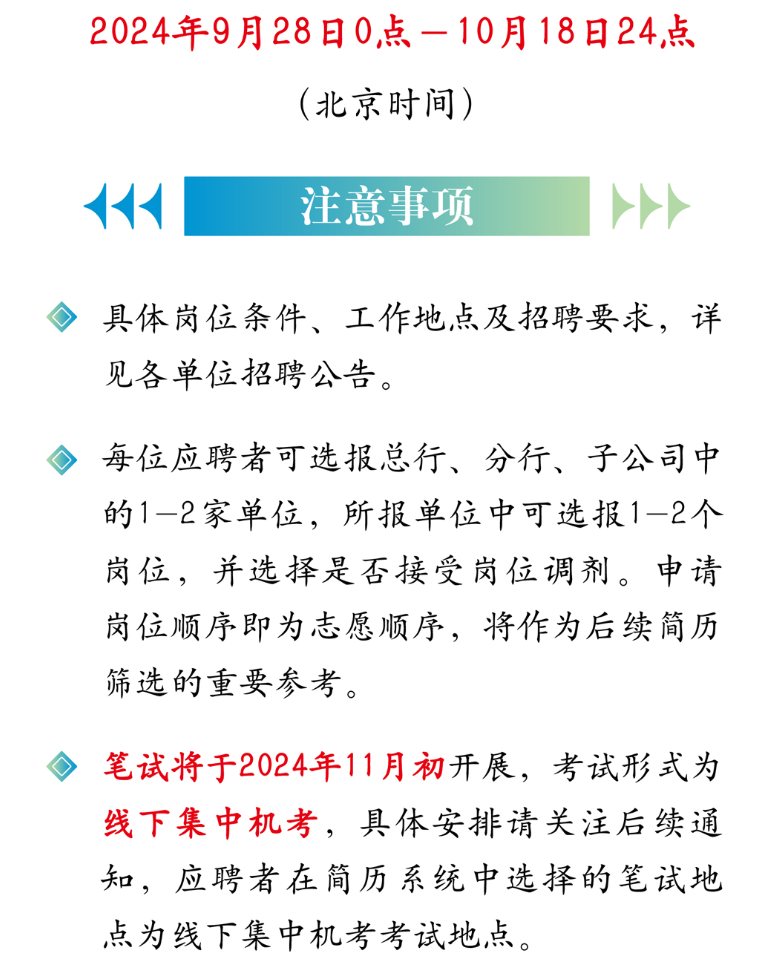 2024年9月28日0点－10月18日24点
（北京时间）
注意事项
具体岗位条件、工作地点及招聘要求，详
见各单位招聘公告。
每位应聘者可选报总行、分行、子公司中
的1－2家单位，所报单位中可选报1－2个
岗位，并选择是否接受岗位调剂。申请
岗位顺序即为志愿顺序，将作为后续简历
筛选的重要参考。
笔试将于2024年11月初开展，考试形式为
线下集中机考，具体安排请关注后续通
知，应聘者在简历系统中选择的笔试地
点为线下集中机考考试地点。